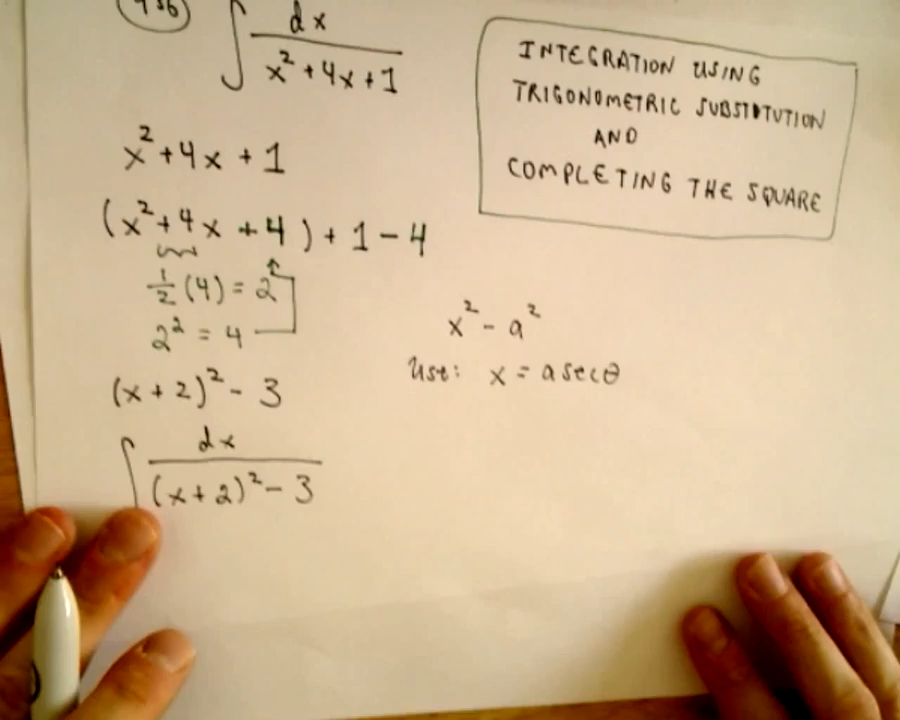 ∫ dx / x² + 4x + 1
INTEGRATION USING
TRIGONOMETRIC SUBSTITUTION
AND
COMPLETING THE SQUARE
x² + 4x + 1
(x² + 4x + 4) + 1 - 4
1/2 (4) = 2
2² = 4
(x + 2)² - 3
∫ dx / (x + 2)² - 3
x² - a²
Use: x = a sec θ